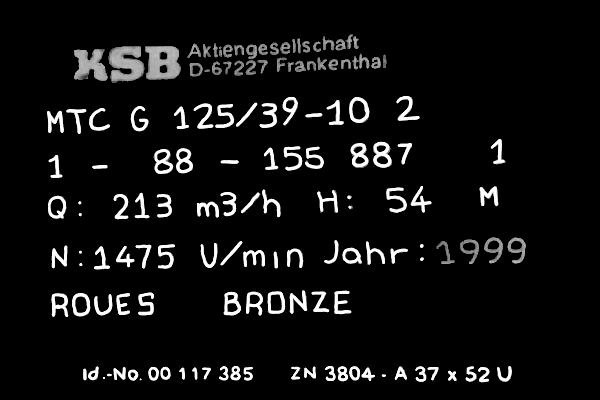 KSB Aktiengesellschaft
D-67227 Frankenthal
MTC G 125/39-10 2
1 - 88 - 155 887 1
Q: 213 m3/h H: 54 M
N:1475 U/min Jahr:1999
ROUES BRONZE
Id.-No. 00 117 385 ZN 3804 - A 37 x 52 U